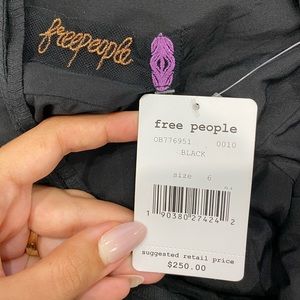 freepeople
free people
OB776951 0010
BLACK
size 6
1 90380 27424 2
suggested retail price
$250.00